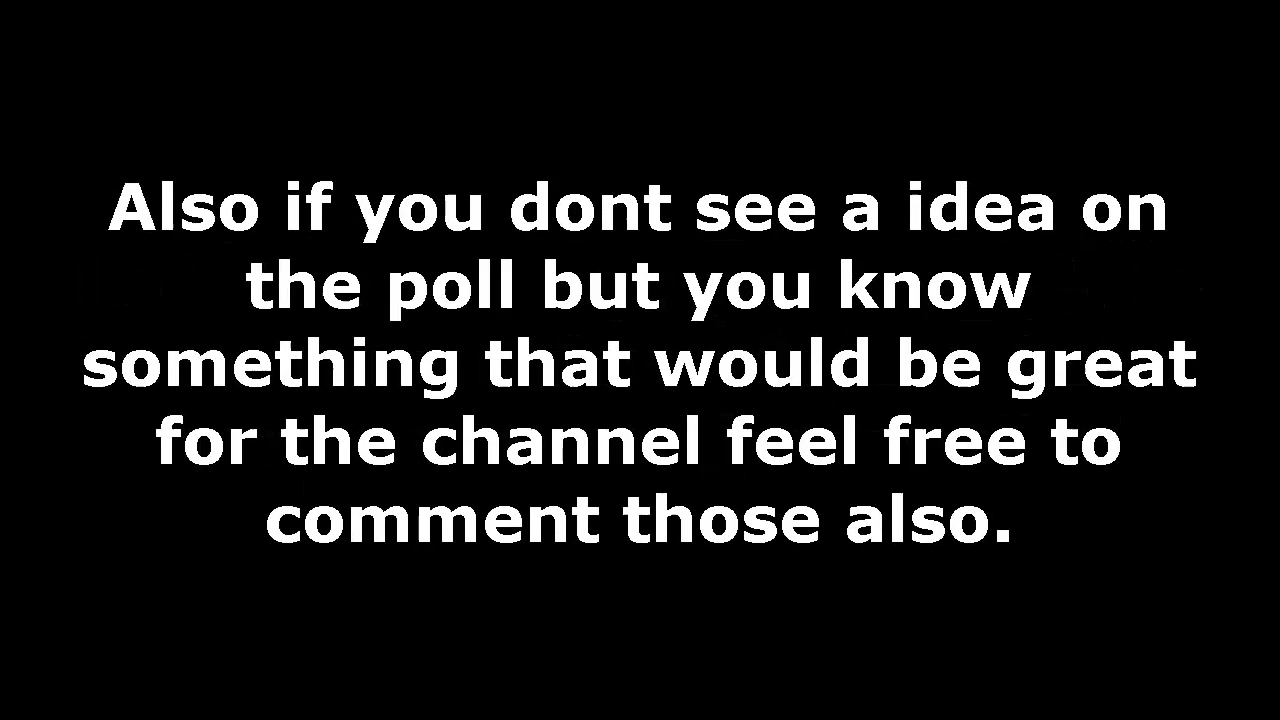 Also if you dont see a idea on
the poll but you know
something that would be great
for the channel feel free to
comment those also.